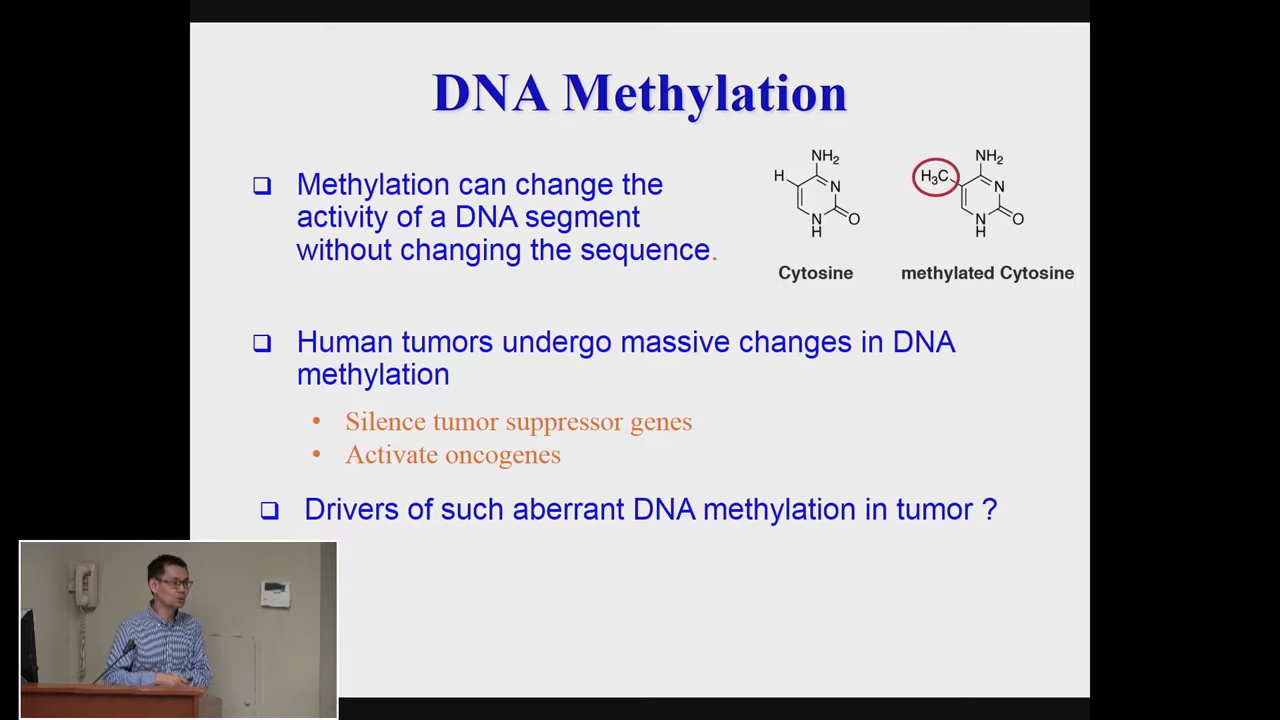 DNA Methylation
❑ Methylation can change the
activity of a DNA segment
without changing the sequence.
NH2
H
N
N
H
O
Cytosine
NH2
H3C
N
N
H
O
methylated Cytosine
❑ Human tumors undergo massive changes in DNA
methylation
• Silence tumor suppressor genes
• Activate oncogenes
❑ Drivers of such aberrant DNA methylation in tumor ?